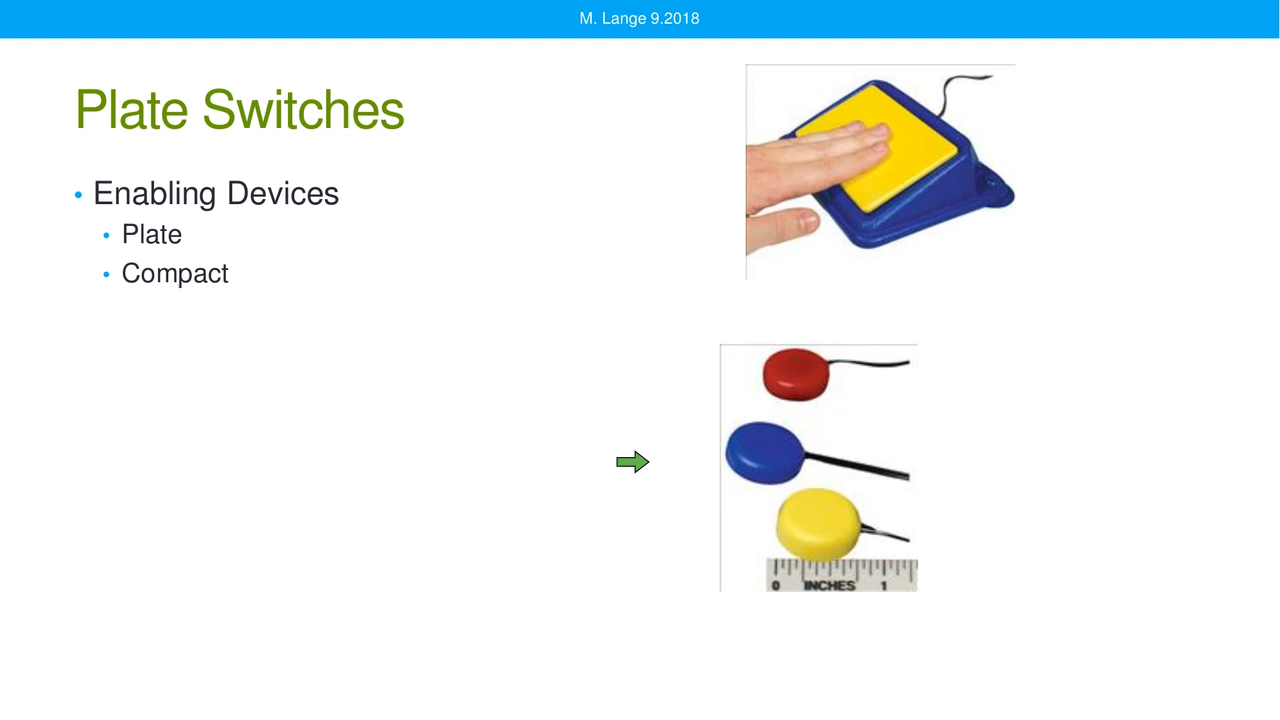 M. Lange 9.2018
Plate Switches
• Enabling Devices
• Plate
• Compact
0 INCHES 1